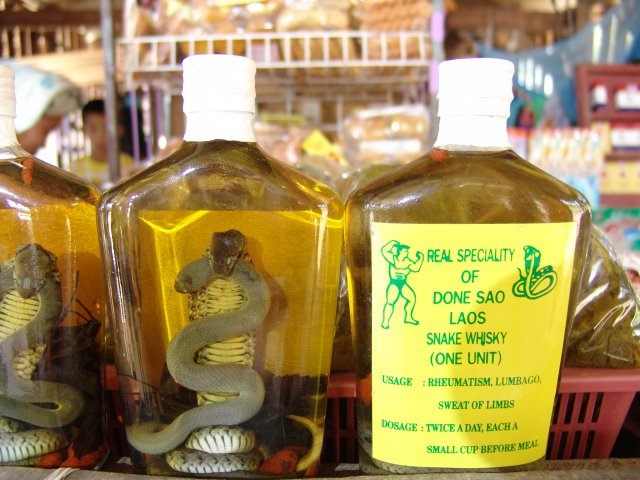 REAL SPECIALITY
OF
DONE SAO
LAOS
SNAKE WHISKY
(ONE UNIT)
USAGE : RHEUMATISM, LUMBAGO,
SWEAT OF LIMBS
DOSAGE : TWICE A DAY, EACH A
SMALL CUP BEFORE MEAL